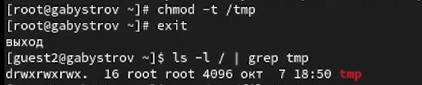 [root@gabystrov /]# chmod -t /tmp
[root@gabystrov /]# exit
выход
[guest2@gabystrov /]$ ls -l / | grep tmp
drwxrwxrwx.  16 root root 4096 окт  7 18:50 tmp